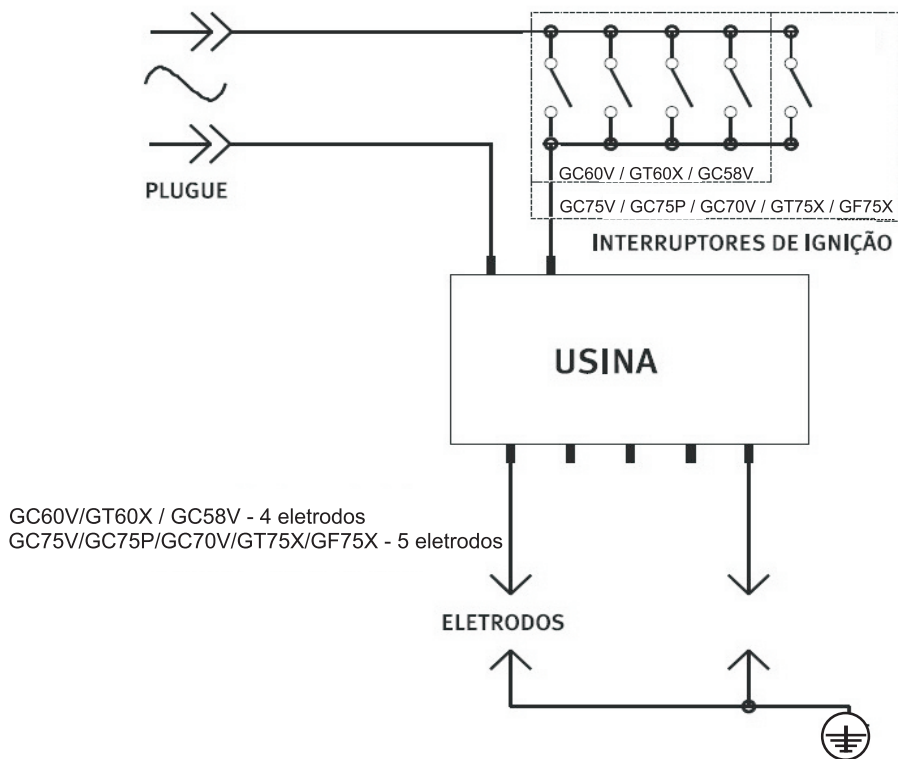 PLUGUE
GC60V / GT60X / GC58V
GC75V / GC75P / GC70V / GT75X / GF75X
INTERRUPTORES DE IGNIÇÃO
USINA
GC60V/GT60X / GC58V - 4 eletrodos
GC75V/GC75P/GC70V/GT75X/GF75X - 5 eletrodos
ELETRODOS